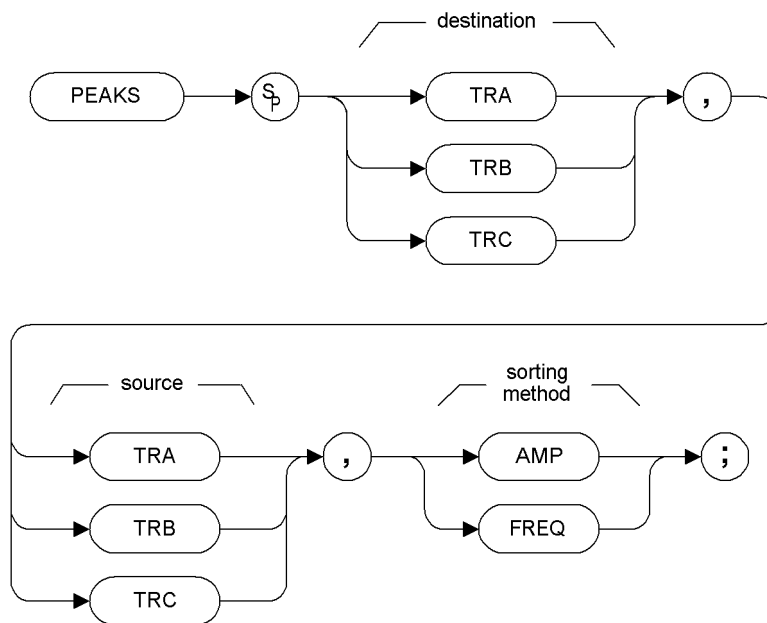 destination
PEAKS SP TRA ,
TRB
TRC
source
sorting
method
TRA , AMP ;
TRB FREQ
TRC